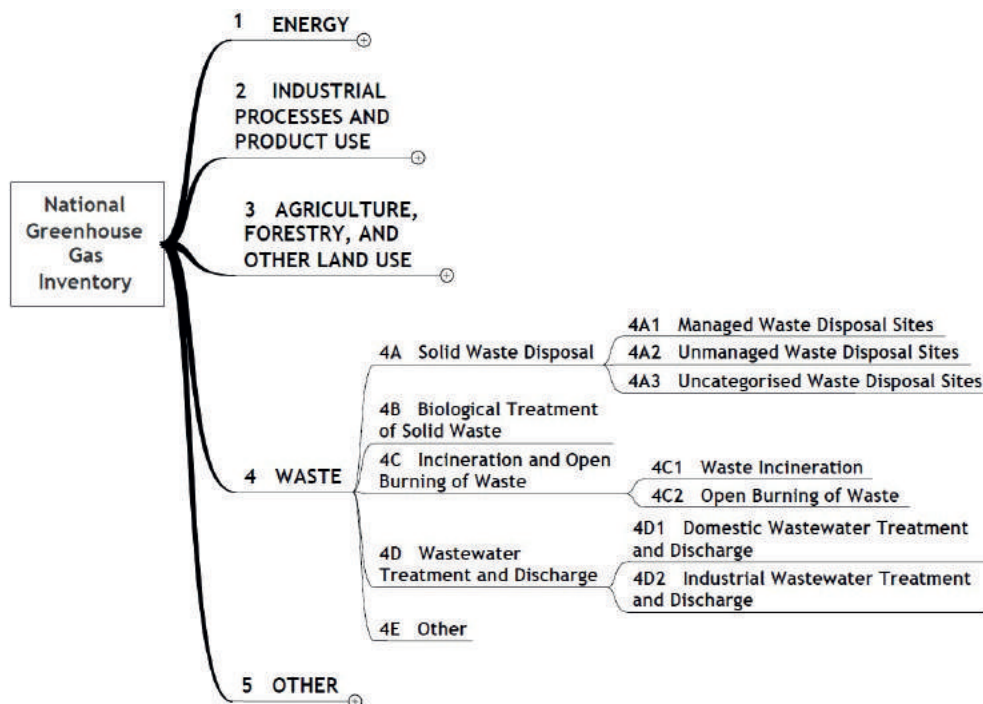 1 ENERGY
2 INDUSTRIAL
PROCESSES AND
PRODUCT USE
National
Greenhouse
Gas
Inventory
3 AGRICULTURE,
FORESTRY, AND
OTHER LAND USE
4 WASTE
4A Solid Waste Disposal
4A1 Managed Waste Disposal Sites
4A2 Unmanaged Waste Disposal Sites
4A3 Uncategorised Waste Disposal Sites
4B Biological Treatment
of Solid Waste
4C Incineration and Open
Burning of Waste
4C1 Waste Incineration
4C2 Open Burning of Waste
4D Wastewater
Treatment and Discharge
4D1 Domestic Wastewater Treatment
and Discharge
4D2 Industrial Wastewater Treatment
and Discharge
4E Other
5 OTHER